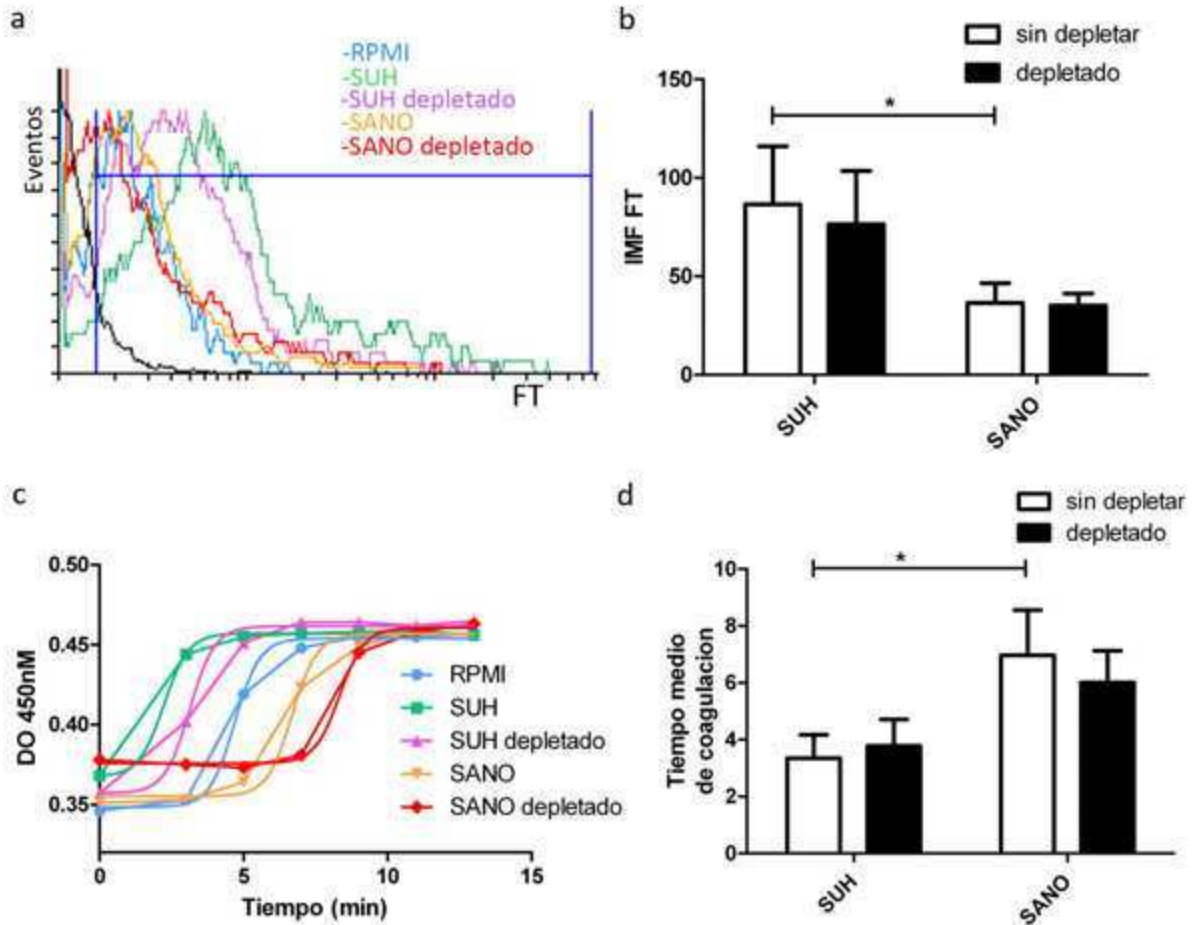 a
-RPMI
-SUH
-SUH depletado
-SANO
-SANO depletado
Eventos
FT
b
sin depletar
depletado
150
100
50
0
IMF FT
*
SUH
SANO
c
0.50
0.45
0.40
0.35
DO 450nM
RPMI
SUH
SUH depletado
SANO
SANO depletado
0
5
10
15
Tiempo (min)
d
sin depletar
depletado
10
8
6
4
2
0
Tiempo medio
de coagulacion
*
SUH
SANO